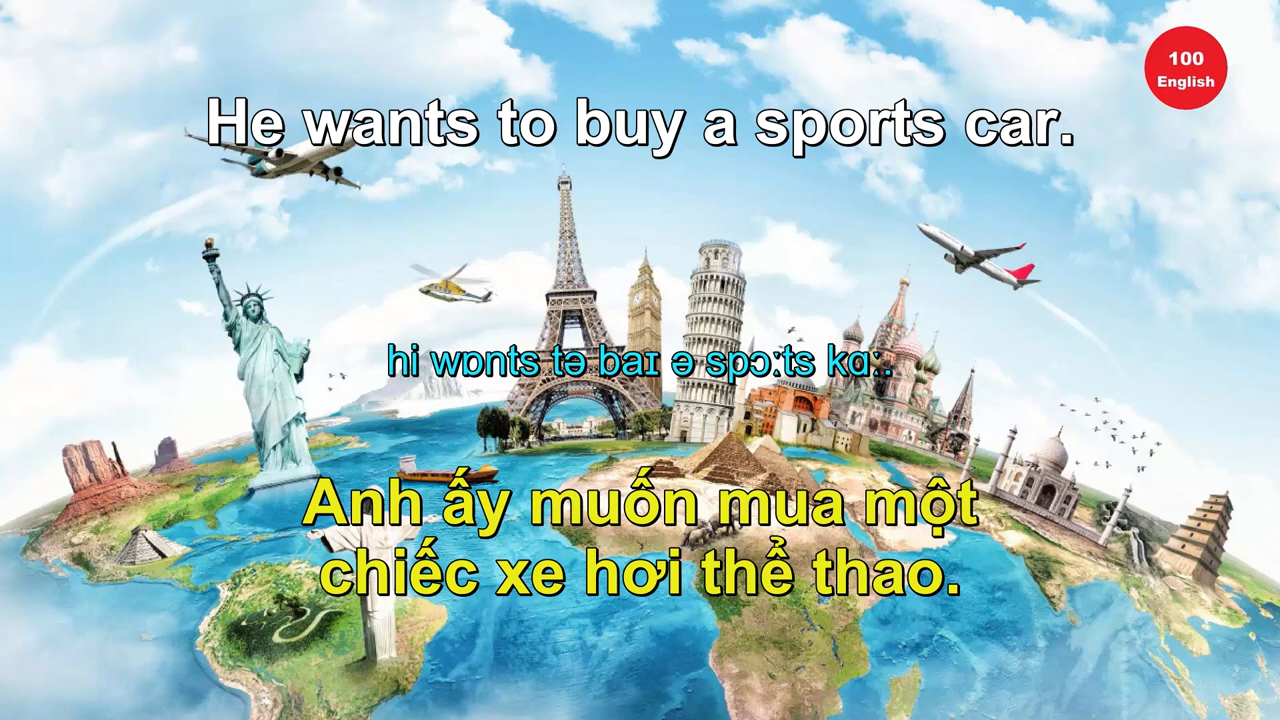 100
English
He wants to buy a sports car.
hi wɒnts tə baɪ ə spɔːts kɑː.
Anh ấy muốn mua một
chiếc xe hơi thể thao.